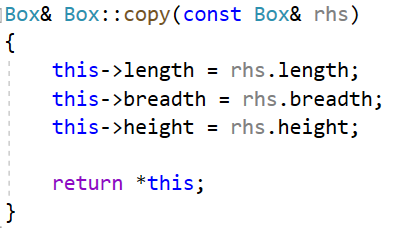 Box& Box::copy(const Box& rhs)
{
    this->length = rhs.length;
    this->breadth = rhs.breadth;
    this->height = rhs.height;

    return *this;
}